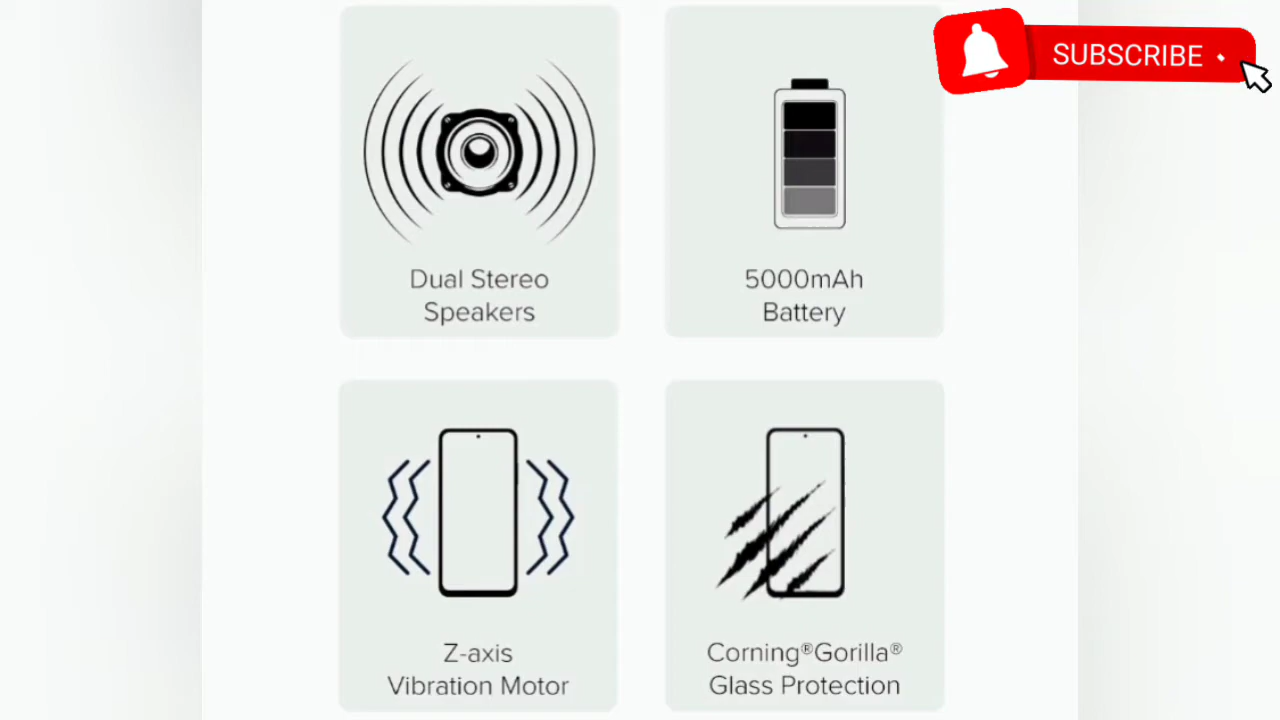 SUBSCRIBE
Dual Stereo
Speakers
5000mAh
Battery
Z-axis
Vibration Motor
Corning®Gorilla®
Glass Protection